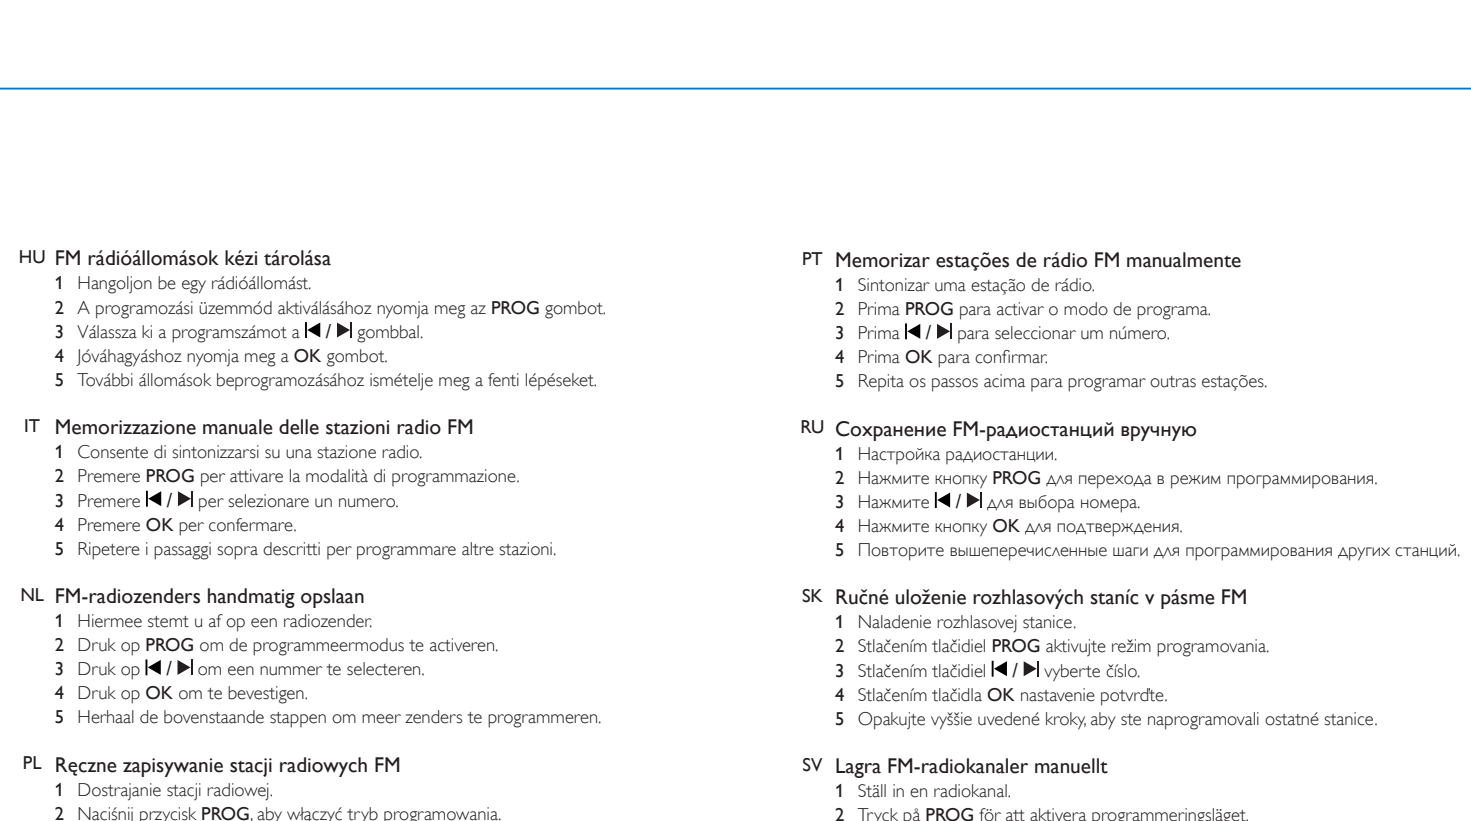 HU FM rádióállomások kézi tárolása
1 Hangoljon be egy rádióállomást.
2 A programozási üzemmód aktiválásához nyomja meg az PROG gombot.
3 Válassza ki a programszámot a / gombbal.
4 Jóváhagyáshoz nyomja meg a OK gombot.
5 További állomások beprogramozásához ismételje meg a fenti lépéseket.
IT Memorizzazione manuale delle stazioni radio FM
1 Consente di sintonizzarsi su una stazione radio.
2 Premere PROG per attivare la modalità di programmazione.
3 Premere / per selezionare un numero.
4 Premere OK per confermare.
5 Ripetere i passaggi sopra descritti per programmare altre stazioni.
NL FM-radiozenders handmatig opslaan
1 Hiermee stemt u af op een radiozender.
2 Druk op PROG om de programmeermodus te activeren.
3 Druk op / om een nummer te selecteren.
4 Druk op OK om te bevestigen.
5 Herhaal de bovenstaande stappen om meer zenders te programmeren.
PL Ręczne zapisywanie stacji radiowych FM
1 Dostrajanie stacji radiowej.
2 Naciśnij przycisk PROG, aby włączyć tryb programowania.
PT Memorizar estações de rádio FM manualmente
1 Sintonizar uma estação de rádio.
2 Prima PROG para activar o modo de programa.
3 Prima / para seleccionar um número.
4 Prima OK para confirmar.
5 Repita os passos acima para programar outras estações.
RU Сохранение FM-радиостанций вручную
1 Настройка радиостанции.
2 Нажмите кнопку PROG для перехода в режим программирования.
3 Нажмите / для выбора номера.
4 Нажмите кнопку OK для подтверждения.
5 Повторите вышеперечисленные шаги для программирования других станций.
SK Ručné uloženie rozhlasových staníc v pásme FM
1 Naladenie rozhlasovej stanice.
2 Stlačením tlačidiel PROG aktivujte režim programovania.
3 Stlačením tlačidiel / vyberte číslo.
4 Stlačením tlačidla OK nastavenie potvrďte.
5 Opakujte vyššie uvedené kroky, aby ste naprogramovali ostatné stanice.
SV Lagra FM-radiokanaler manuellt
1 Ställ in en radiokanal.
2 Tryck på PROG för att aktivera programmeringsläget.